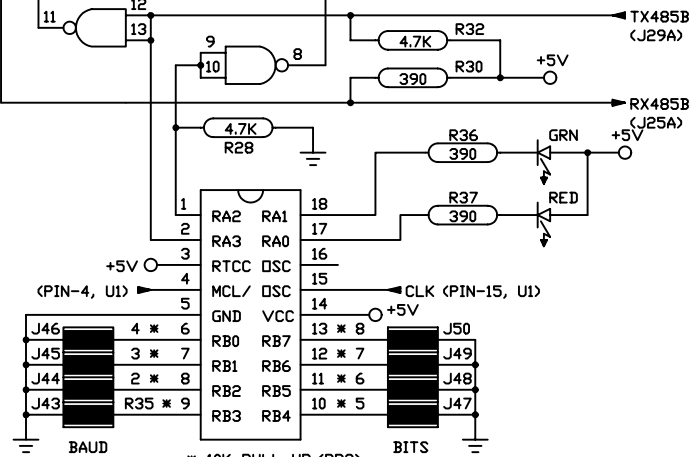 12
11
13
TX485B
(J29A)
R32
4.7K
9
10
8
+5V
R30
390
RX485B
(J25A)
4.7K
R28
R36
390
GRN
+5V
R37
390
RED
1 RA2 RA1 18
2 RA3 RA0 17
+5V 3 RTCC OSC 16
(PIN-4, U1) 4 MCL/ OSC 15 CLK (PIN-15, U1)
5 GND VCC 14 +5V
J46 4 * 6 RB0 RB7 13 * 8 J50
J45 3 * 7 RB1 RB6 12 * 7 J49
J44 2 * 8 RB2 RB5 11 * 6 J48
J43 R35 * 9 RB3 RB4 10 * 5 J47
BAUD
BITS